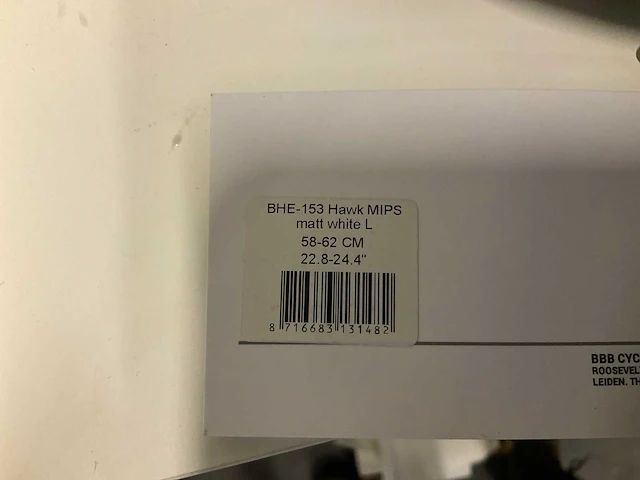 BHE-153 Hawk MIPS
matt white L
58-62 CM
22.8-24.4"
8 716683 131482
BBB CYC
ROOSEVEL
LEIDEN. TH